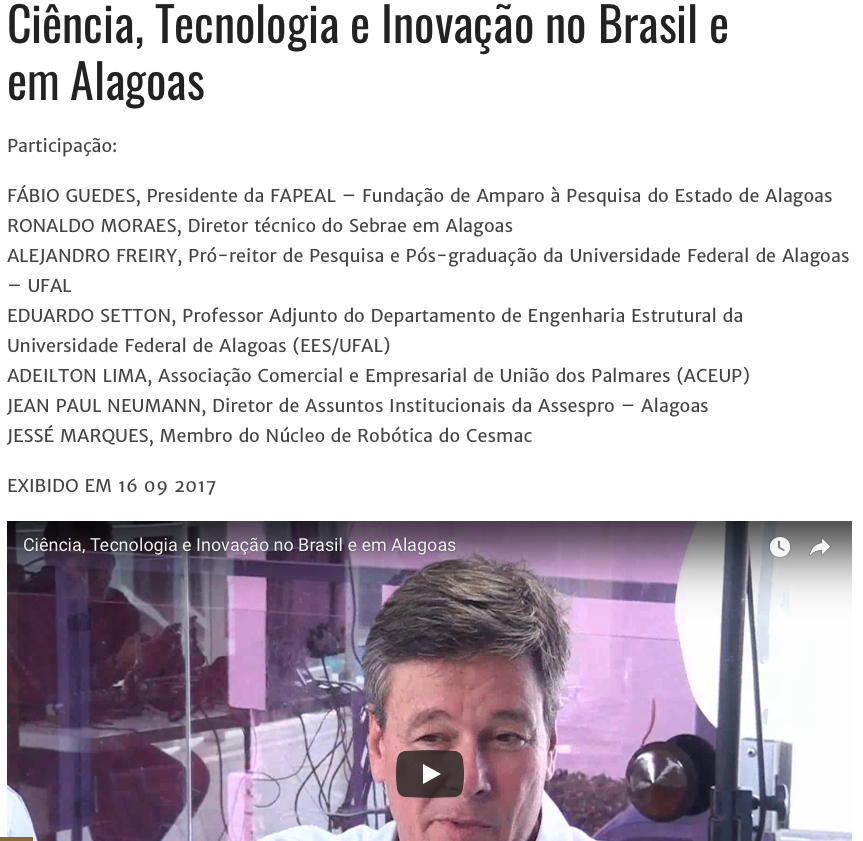 Ciência, Tecnologia e Inovação no Brasil e
em Alagoas
Participação:
FÁBIO GUEDES, Presidente da FAPEAL – Fundação de Amparo à Pesquisa do Estado de Alagoas
RONALDO MORAES, Diretor técnico do Sebrae em Alagoas
ALEJANDRO FREIRY, Pró-reitor de Pesquisa e Pós-graduação da Universidade Federal de Alagoas
– UFAL
EDUARDO SETTON, Professor Adjunto do Departamento de Engenharia Estrutural da
Universidade Federal de Alagoas (EES/UFAL)
ADEILTON LIMA, Associação Comercial e Empresarial de União dos Palmares (ACEUP)
JEAN PAUL NEUMANN, Diretor de Assuntos Institucionais da Assespro – Alagoas
JESSÉ MARQUES, Membro do Núcleo de Robótica do Cesmac
EXIBIDO EM 16 09 2017
Ciência, Tecnologia e Inovação no Brasil e em Alagoas